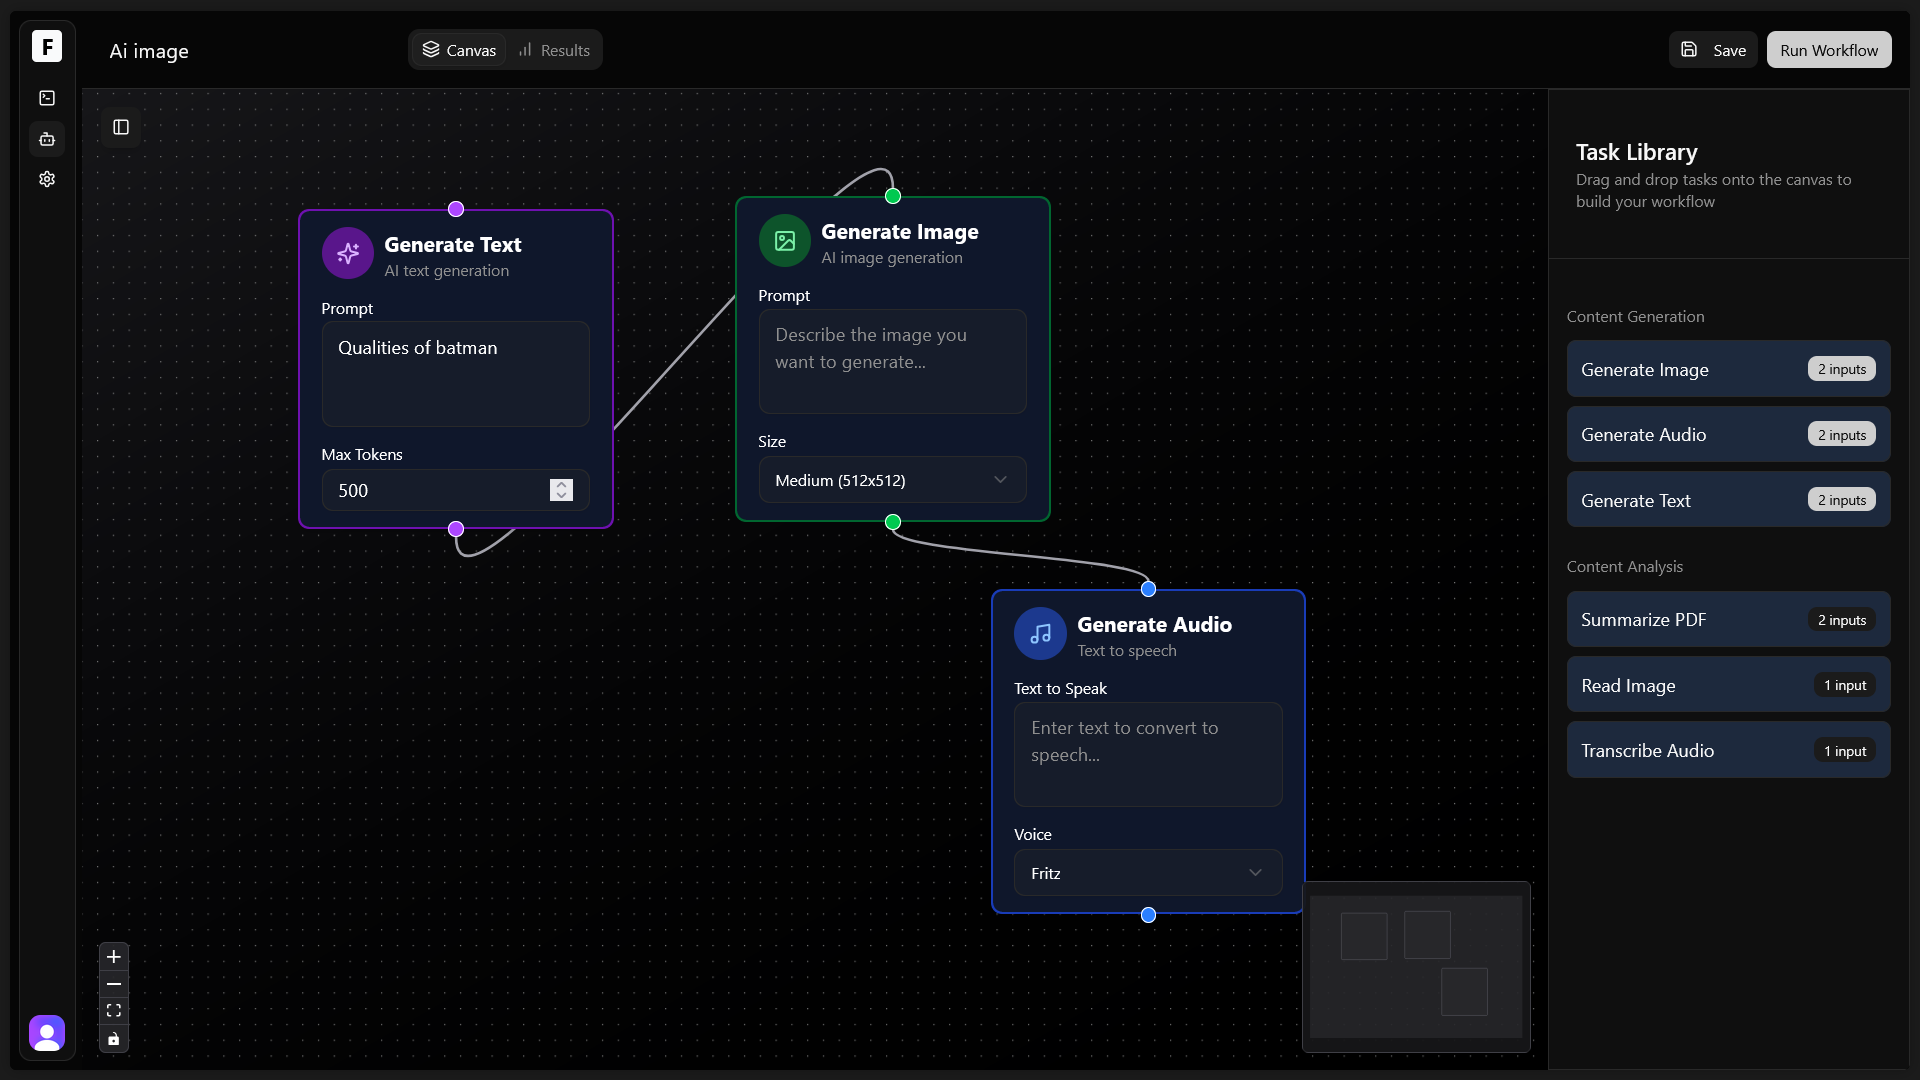 F
Ai image
Canvas
Results
Save
Run Workflow
Generate Text
AI text generation
Prompt
Qualities of batman
Max Tokens
500
Generate Image
AI image generation
Prompt
Describe the image you
want to generate...
Size
Medium (512x512)
Generate Audio
Text to speech
Text to Speak
Enter text to convert to
speech...
Voice
Fritz
Task Library
Drag and drop tasks onto the canvas to
build your workflow
Content Generation
Generate Image 2 inputs
Generate Audio 2 inputs
Generate Text 2 inputs
Content Analysis
Summarize PDF 2 inputs
Read Image 1 input
Transcribe Audio 1 input